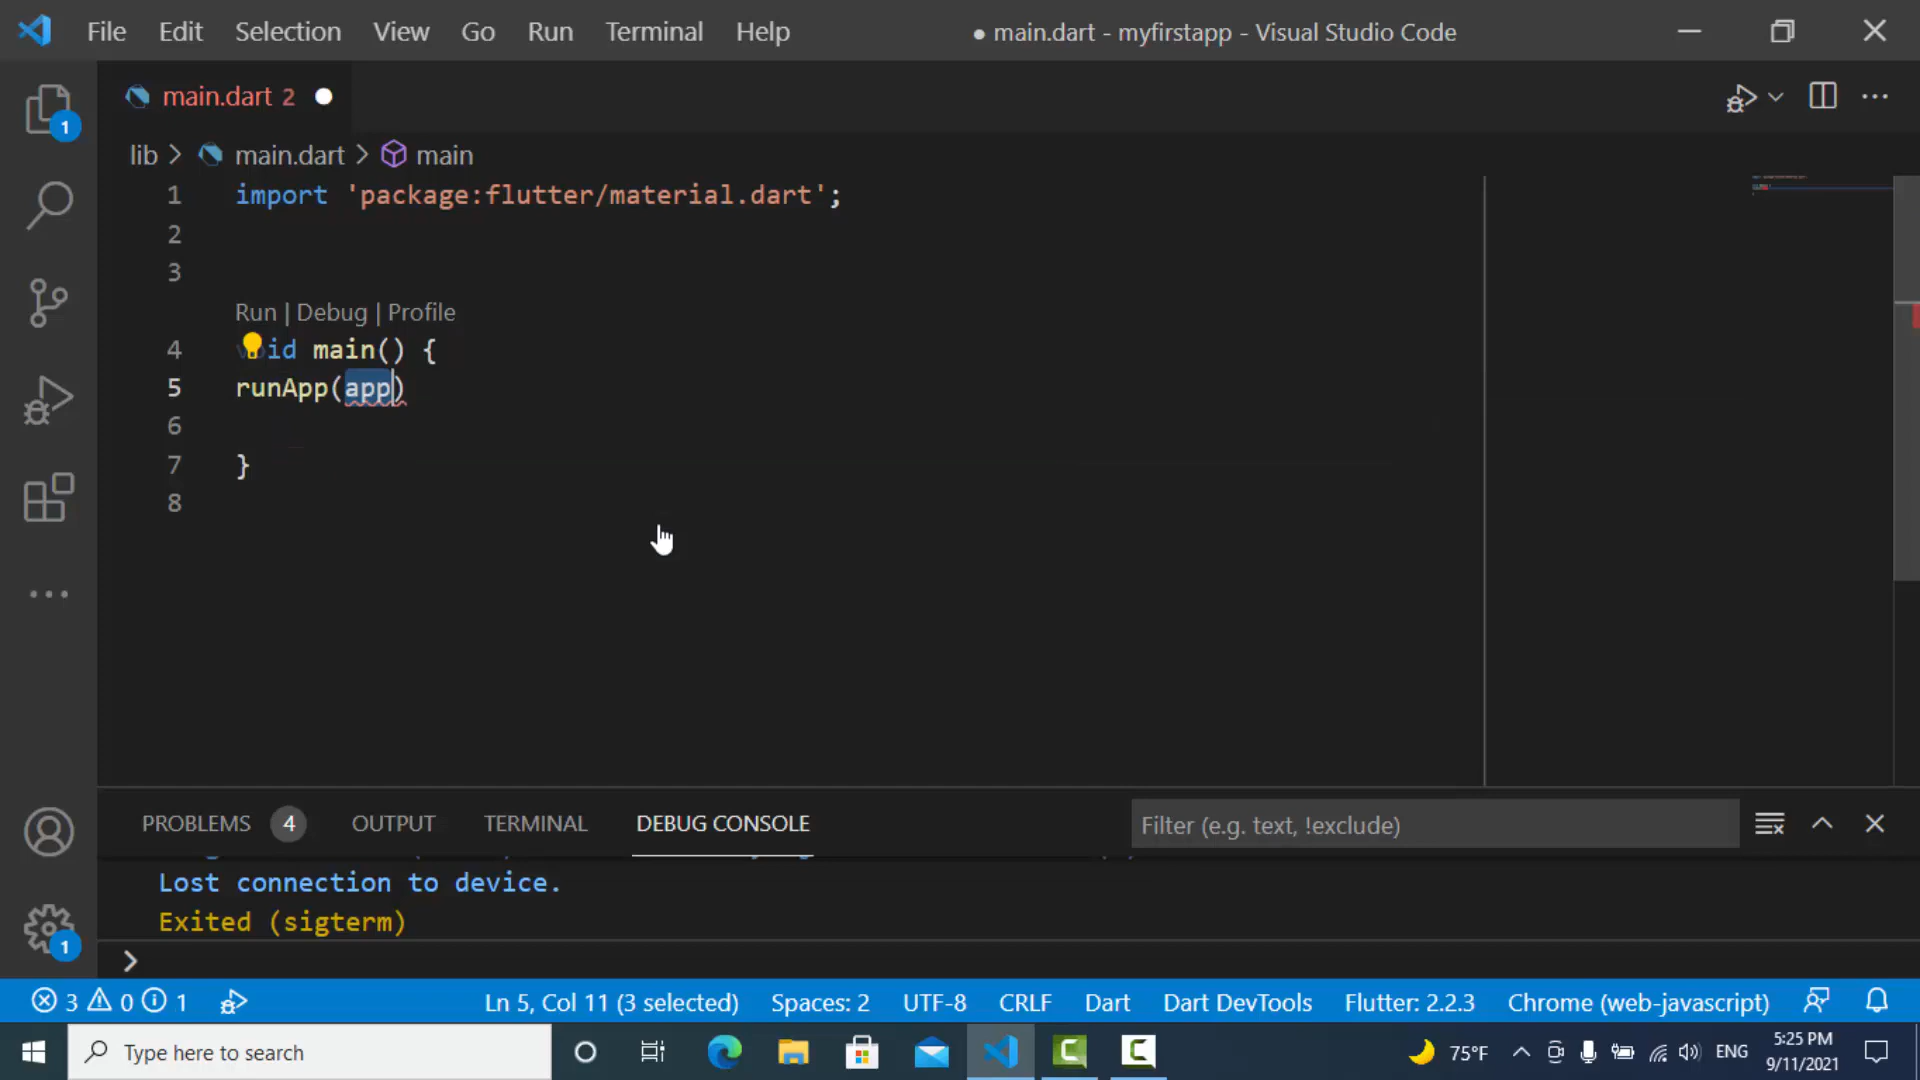 File Edit Selection View Go Run Terminal Help ● main.dart - myfirstapp - Visual Studio Code
main.dart 2
1
lib > main.dart > main
1 import 'package:flutter/material.dart';
2
3
Run | Debug | Profile
4 void main() {
5 runApp(app)
6
7 }
8
PROBLEMS 4 OUTPUT TERMINAL DEBUG CONSOLE Filter (e.g. text, !exclude)
Lost connection to device.
Exited (sigterm)
1
>
3 0 1 Ln 5, Col 11 (3 selected) Spaces: 2 UTF-8 CRLF Dart Dart DevTools Flutter: 2.2.3 Chrome (web-javascript)
Type here to search 75°F ENG 5:25 PM
9/11/2021